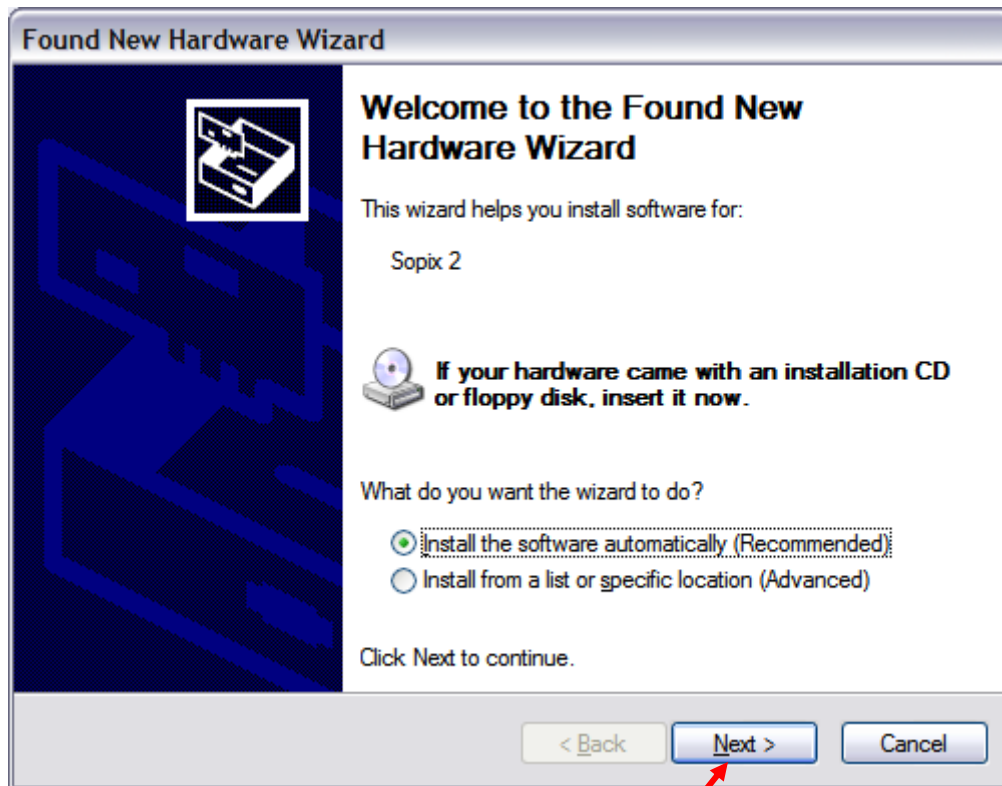 Found New Hardware Wizard
Welcome to the Found New
Hardware Wizard
This wizard helps you install software for:
Sopix 2
If your hardware came with an installation CD
or floppy disk, insert it now.
What do you want the wizard to do?
Install the software automatically (Recommended)
Install from a list or specific location (Advanced)
Click Next to continue.
< Back Next > Cancel